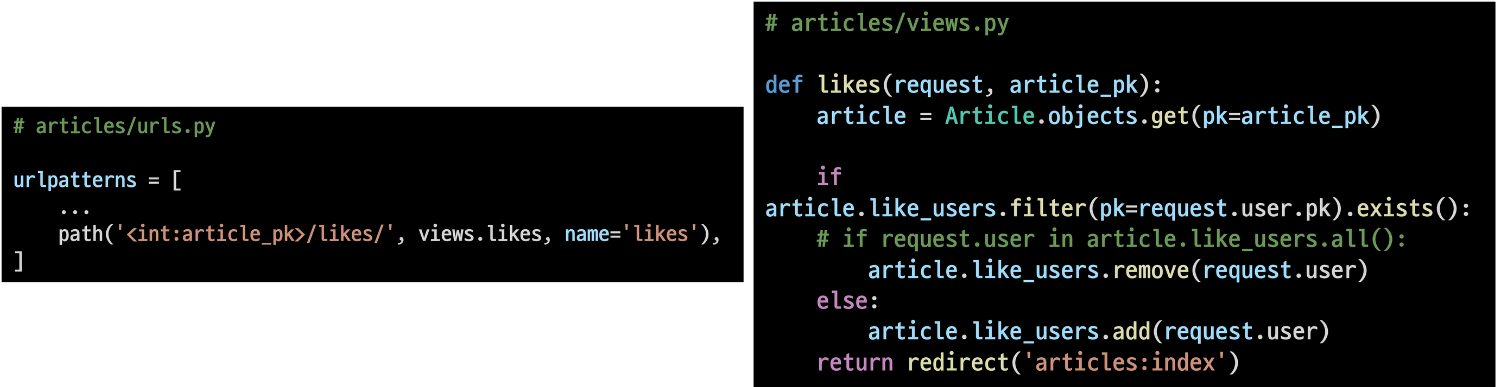 # articles/urls.py
urlpatterns = [
    ...
    path('<int:article_pk>/likes/', views.likes, name='likes'),
]
# articles/views.py
def likes(request, article_pk):
    article = Article.objects.get(pk=article_pk)
    if
article.like_users.filter(pk=request.user.pk).exists():
    # if request.user in article.like_users.all():
        article.like_users.remove(request.user)
    else:
        article.like_users.add(request.user)
    return redirect('articles:index')